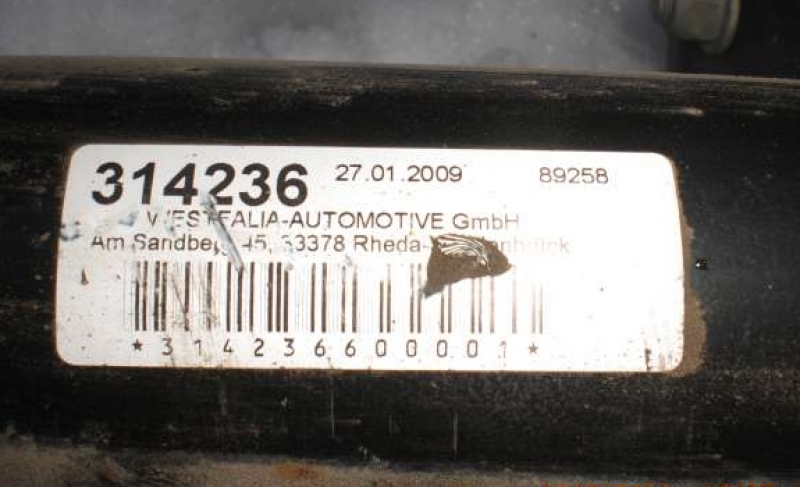 314236 27.01.2009 89258
WESTFALIA-AUTOMOTIVE GmbH
Am Sandberg 45, 33378 Rheda-
*314236600001*